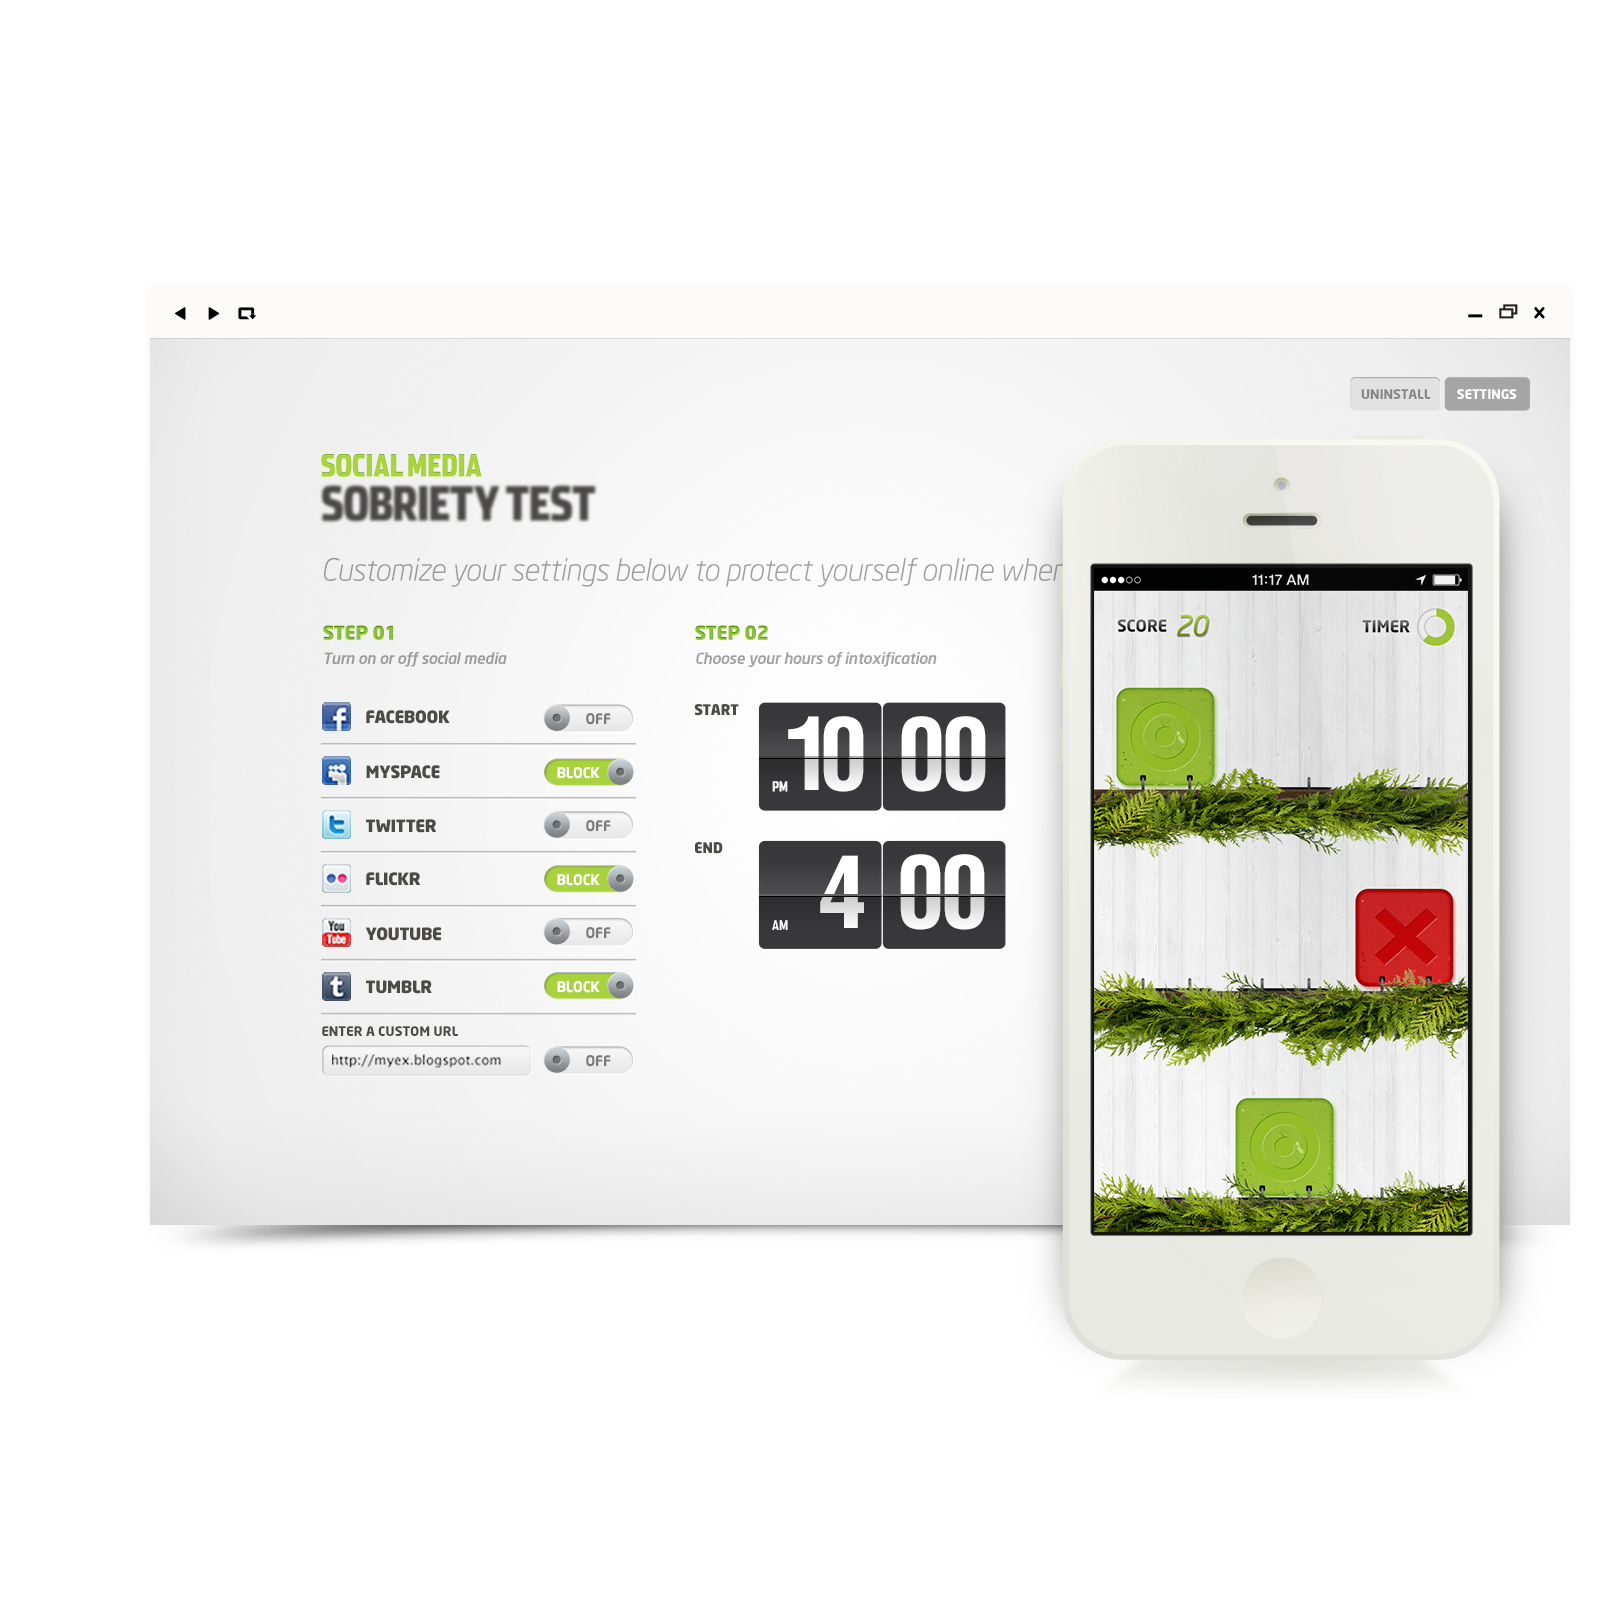 UNINSTALL SETTINGS
SOCIAL MEDIA
SOBRIETY TEST
Customize your settings below to protect yourself online when
STEP 01
Turn on or off social media
FACEBOOK OFF
MYSPACE BLOCK
TWITTER OFF
FLICKR BLOCK
You
Tube
YOUTUBE OFF
TUMBLR BLOCK
ENTER A CUSTOM URL
http://myex.blogspot.com OFF
STEP 02
Choose your hours of intoxification
START
PM 10 00
END
AM 4 00
11:17 AM
SCORE 20 TIMER